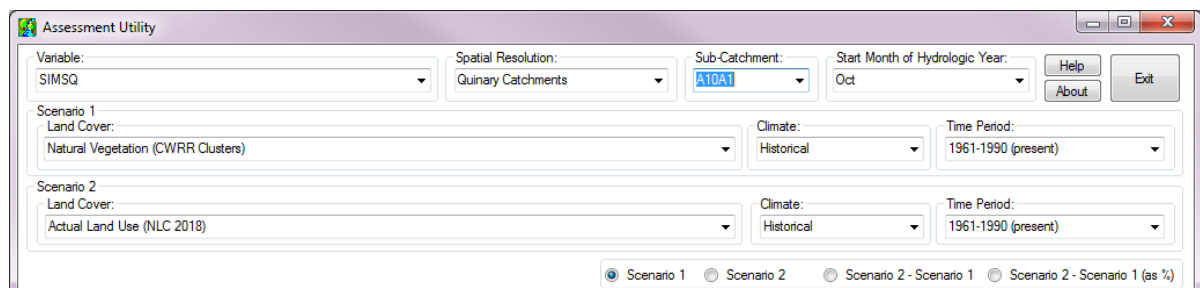 Assessment Utility
Variable: Spatial Resolution: Sub-Catchment: Start Month of Hydrologic Year:
SIMSQ Quinary Catchments A10A1 Oct Help About Exit
Scenario 1
Land Cover: Climate: Time Period:
Natural Vegetation (CWRR Clusters) Historical 1961-1990 (present)
Scenario 2
Land Cover: Climate: Time Period:
Actual Land Use (NLC 2018) Historical 1961-1990 (present)
Scenario 1 Scenario 2 Scenario 2 - Scenario 1 Scenario 2 - Scenario 1 (as %)